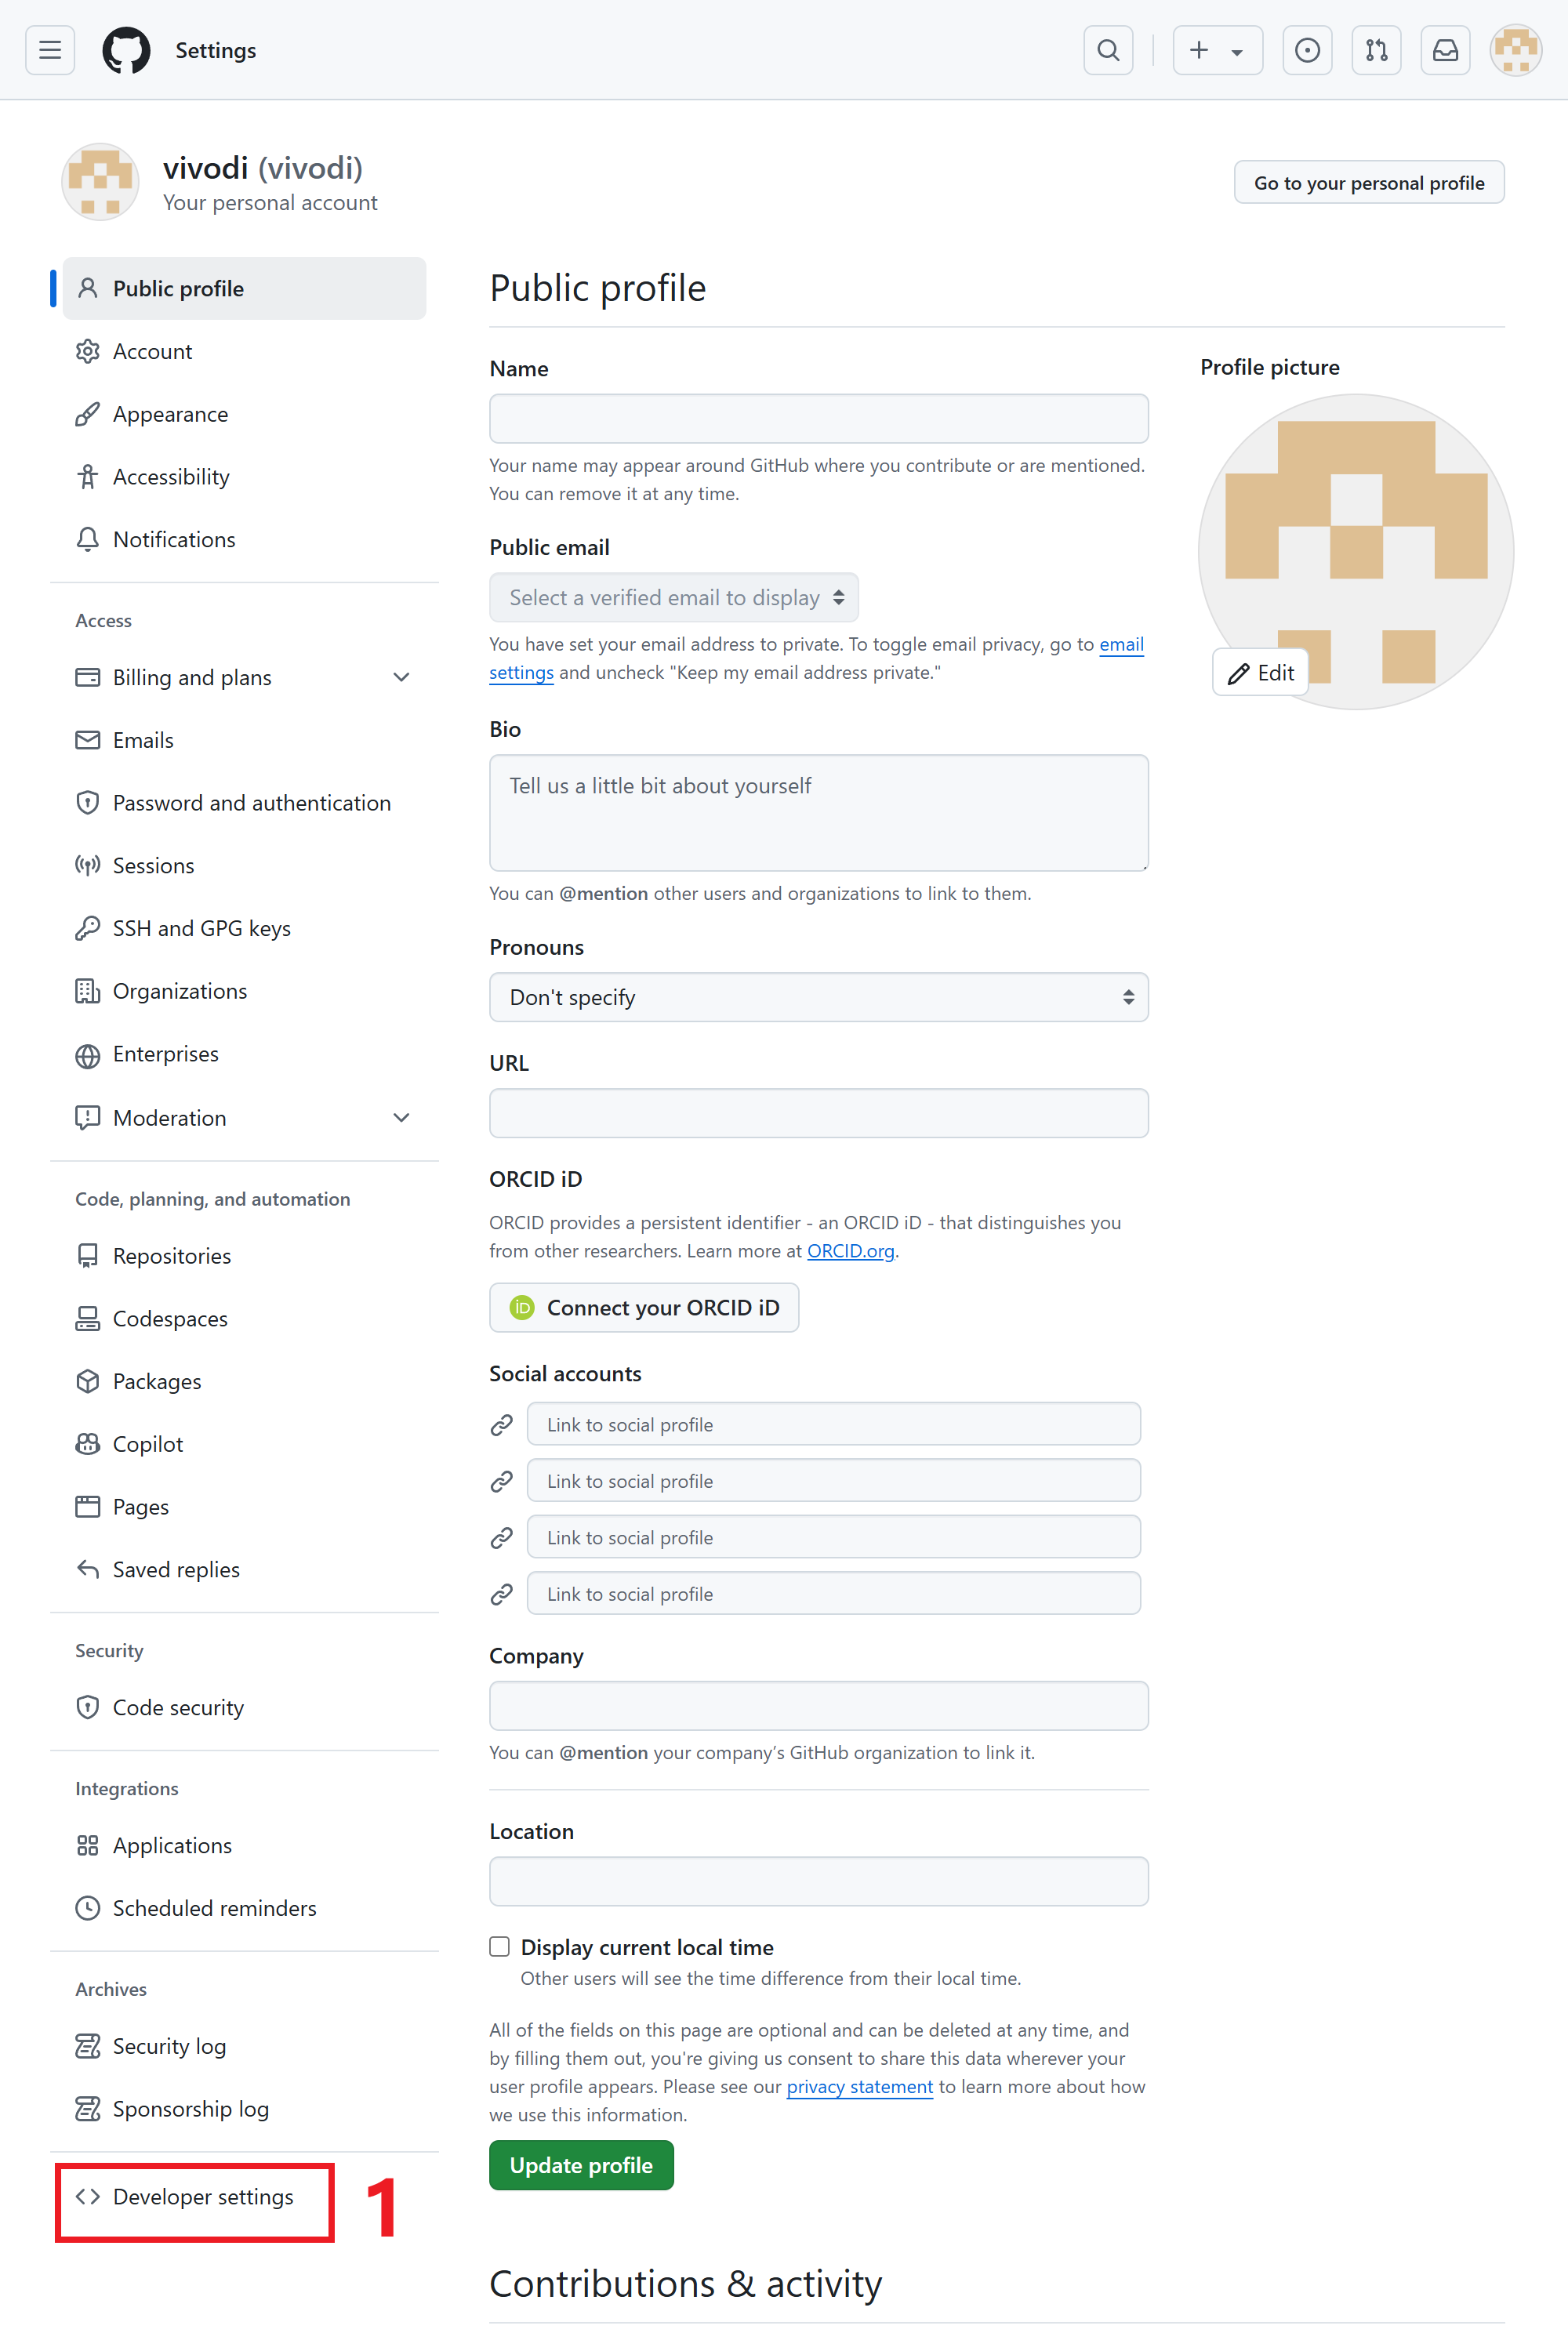 Settings
vivodi (vivodi)
Your personal account
Go to your personal profile
Public profile
Account
Appearance
Accessibility
Notifications
Access
Billing and plans
Emails
Password and authentication
Sessions
SSH and GPG keys
Organizations
Enterprises
Moderation
Code, planning, and automation
Repositories
Codespaces
Packages
Copilot
Pages
Saved replies
Security
Code security
Integrations
Applications
Scheduled reminders
Archives
Security log
Sponsorship log
Developer settings
1
Public profile
Name
Your name may appear around GitHub where you contribute or are mentioned.
You can remove it at any time.
Public email
Select a verified email to display
You have set your email address to private. To toggle email privacy, go to email
settings and uncheck "Keep my email address private."
Bio
Tell us a little bit about yourself
You can @mention other users and organizations to link to them.
Pronouns
Don't specify
URL
ORCID iD
ORCID provides a persistent identifier - an ORCID iD - that distinguishes you
from other researchers. Learn more at ORCID.org.
iD Connect your ORCID iD
Social accounts
Link to social profile
Link to social profile
Link to social profile
Link to social profile
Company
You can @mention your company’s GitHub organization to link it.
Location
Display current local time
Other users will see the time difference from their local time.
All of the fields on this page are optional and can be deleted at any time, and
by filling them out, you're giving us consent to share this data wherever your
user profile appears. Please see our privacy statement to learn more about how
we use this information.
Update profile
Contributions & activity
Profile picture
Edit